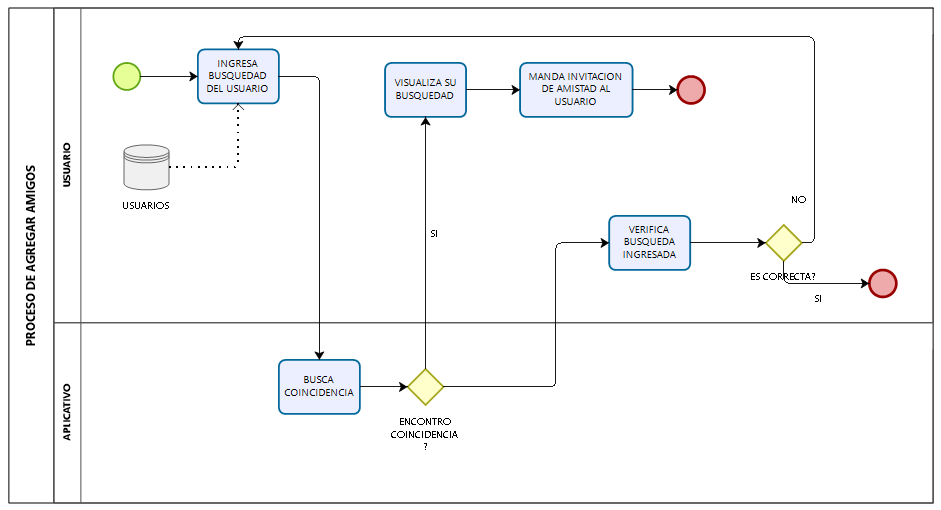 PROCESO DE AGREGAR AMIGOS
USUARIO
INGRESA
BUSQUEDAD
DEL USUARIO
VISUALIZA SU
BUSQUEDAD
MANDA INVITACION
DE AMISTAD AL
USUARIO
USUARIOS
NO
SI
VERIFICA
BUSQUEDA
INGRESADA
ES CORRECTA?
SI
APLICATIVO
BUSCA
COINCIDENCIA
ENCONTRO
COINCIDENCIA
?